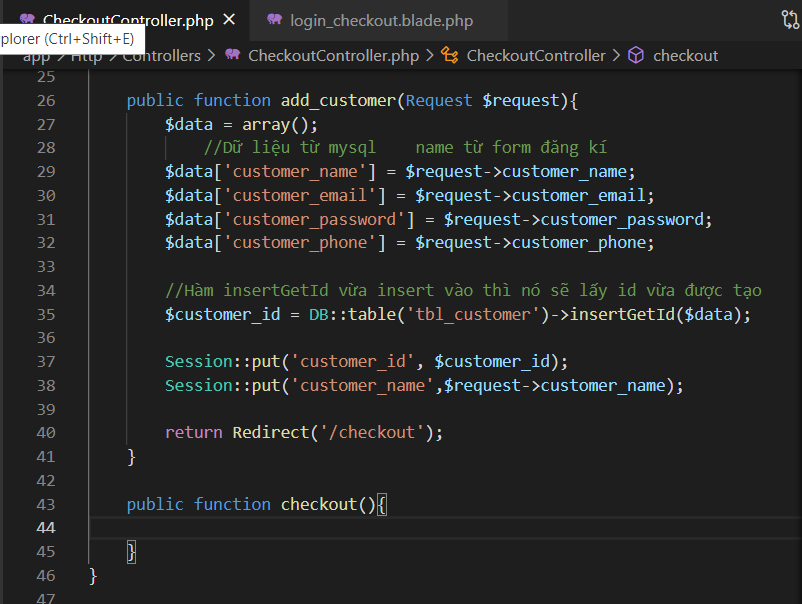 CheckoutController.php
login_checkout.blade.php
plorer (Ctrl+Shift+E)
app > Http > Controllers > CheckoutController.php > CheckoutController > checkout
25
26 public function add_customer(Request $request){
27 $data = array();
28 //Dữ liệu từ mysql    name từ form đăng kí
29 $data['customer_name'] = $request->customer_name;
30 $data['customer_email'] = $request->customer_email;
31 $data['customer_password'] = $request->customer_password;
32 $data['customer_phone'] = $request->customer_phone;
33
34 //Hàm insertGetId vừa insert vào thì nó sẽ lấy id vừa được tạo
35 $customer_id = DB::table('tbl_customer')->insertGetId($data);
36
37 Session::put('customer_id', $customer_id);
38 Session::put('customer_name',$request->customer_name);
39
40 return Redirect('/checkout');
41 }
42
43 public function checkout(){
44
45 }
46 }
47